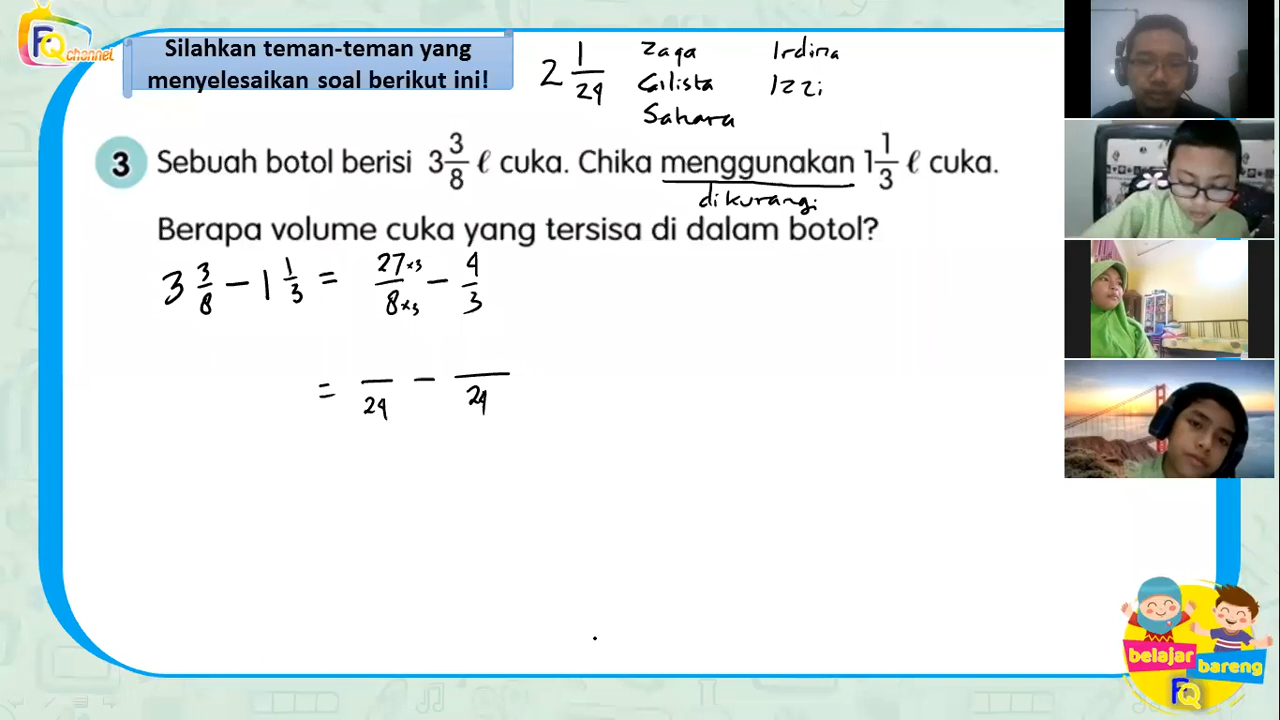 FQ channel
Silahkan teman-teman yang
menyelesaikan soal berikut ini!
2 1/24
Zaga Irdina
Gilista Izzi
Sahara
3 Sebuah botol berisi 3 3/8 ℓ cuka. Chika menggunakan 1 1/3 ℓ cuka.
dikurangi
Berapa volume cuka yang tersisa di dalam botol?
3 3/8 − 1 1/3 = 27×3/8×3 − 4/3
= /24 − /24
belajar
bareng
FQ